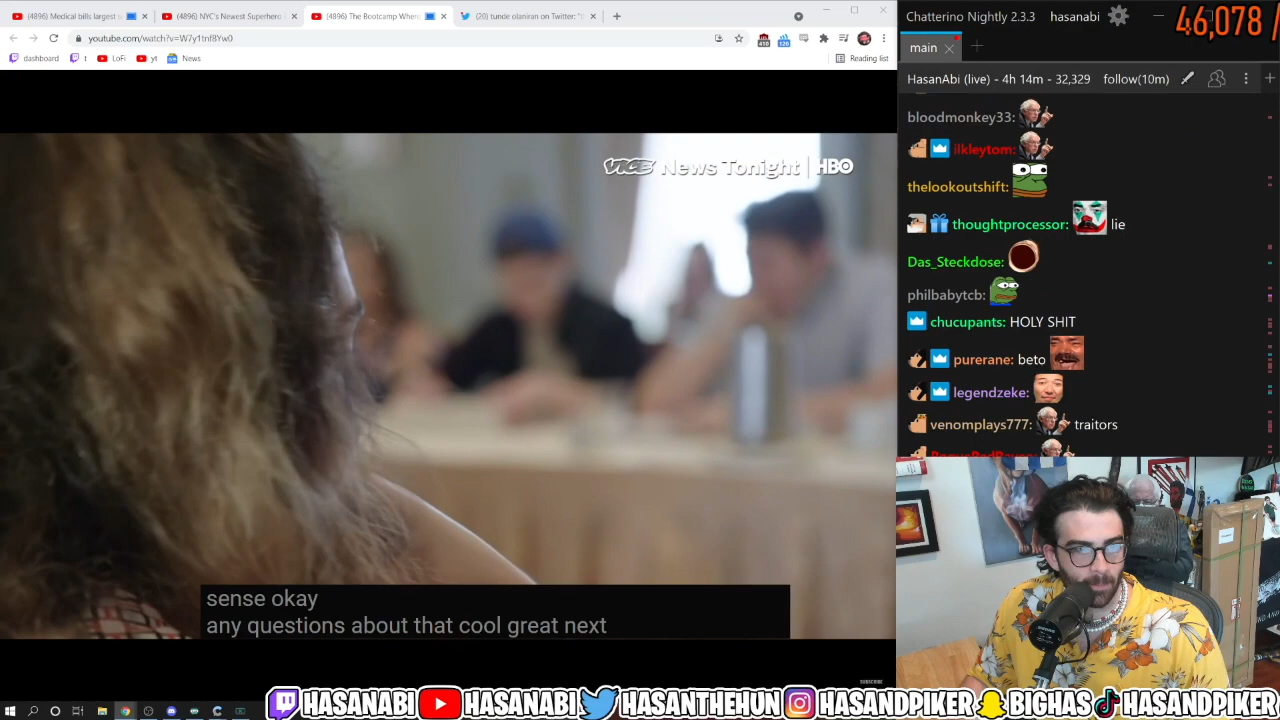 (4896) Medical bills largest s
(4896) NYC's Newest Superhero
(4896) The Bootcamp Where
(20) tunde olaniran on Twitter: "t
youtube.com/watch?v=W7y1tnf8Yw0
dashboard
t
LoFi
yt
News
Reading list
VICE News Tonight | HBO
sense okay
any questions about that cool great next
SUBSCRIBE
Chatterino Nightly 2.3.3
hasanabi
46,078 /
main
HasanAbi (live) - 4h 14m - 32,329
follow(10m)
bloodmonkey33:
ilkleytom:
thelookoutshift:
thoughtprocessor: lie
Das_Steckdose:
philbabytcb:
chucupants: HOLY SHIT
purerane: beto
legendzeke:
venomplays777: traitors
HASANABI
HASANABI
HASANTHEHUN
HASANDPIKER
BIGHAS
HASANDPIKER